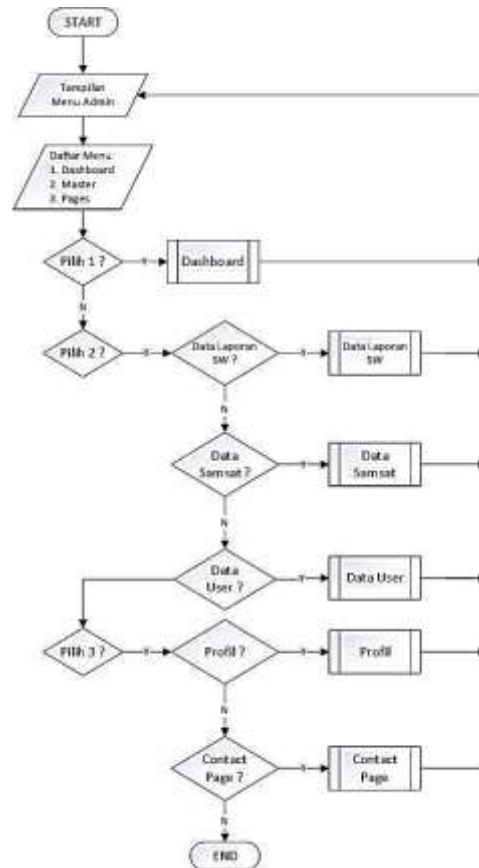 START
Tampilan
Menu Admin
Daftar Menu
1. Dashboard
2. Master
3. Pages
Pilih 1 ?
Y
Dashboard
N
Pilih 2 ?
Y
Data Laporan
SW ?
Y
Data Laporan
SW
N
Data
Samsat ?
Y
Data
Samsat
N
Data
User ?
Y
Data User
Pilih 3 ?
Y
Profil ?
Y
Profil
N
Contact
Page ?
Y
Contact
Page
N
END